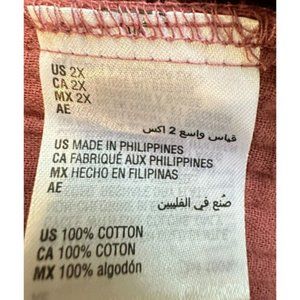 US 2X
CA 2X
MX 2X
AE
قياس واسع 2 اكس
US MADE IN PHILIPPINES
CA FABRIQUÉ AUX PHILIPPINES
MX HECHO EN FILIPINAS
AE
صُنع في الفلبين
US 100% COTTON
CA 100% COTON
MX 100% algodón